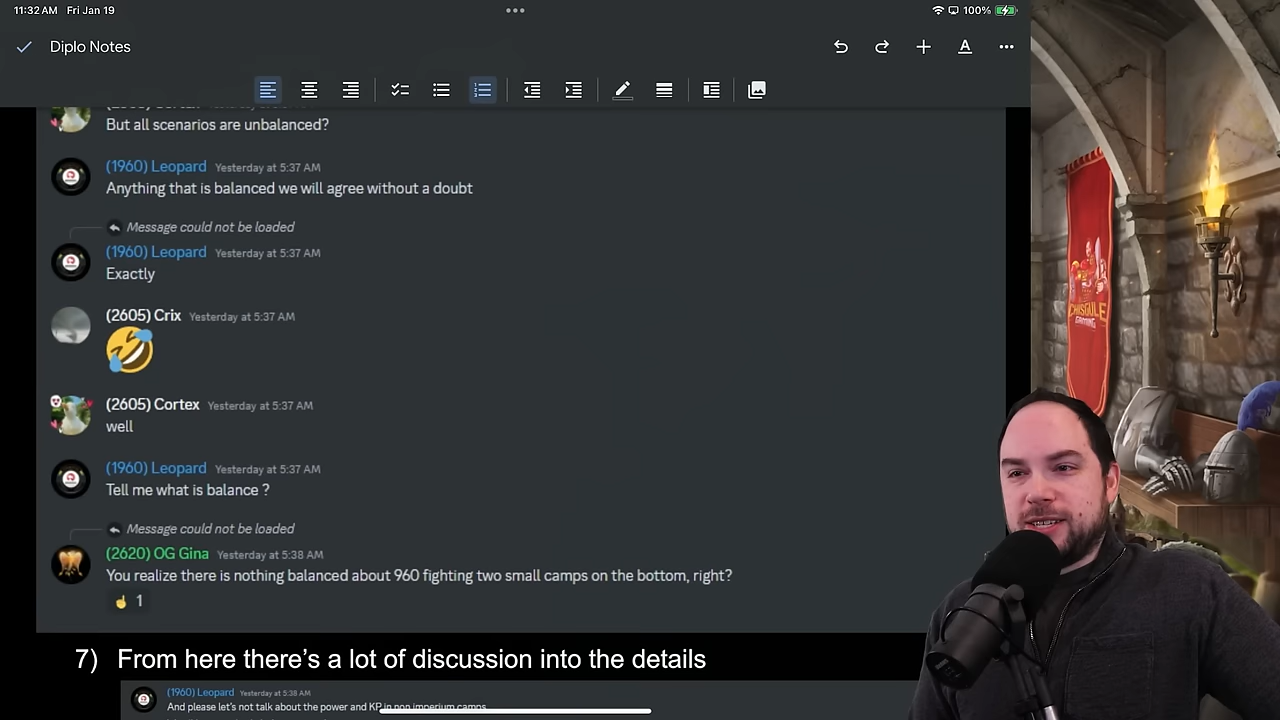 11:32 AM Fri Jan 19
100%
Diplo Notes
But all scenarios are unbalanced?
(1960) Leopard Yesterday at 5:37 AM
Anything that is balanced we will agree without a doubt
Message could not be loaded
(1960) Leopard Yesterday at 5:37 AM
Exactly
(2605) Crix Yesterday at 5:37 AM
(2605) Cortex Yesterday at 5:37 AM
well
(1960) Leopard Yesterday at 5:37 AM
Tell me what is balance ?
Message could not be loaded
(2620) OG Gina Yesterday at 5:38 AM
You realize there is nothing balanced about 960 fighting two small camps on the bottom, right?
1
7) From here there's a lot of discussion into the details
(1960) Leopard Yesterday at 5:38 AM
And please let's not talk about the power and KP in non imperium camps
CHISGULE
GAMING